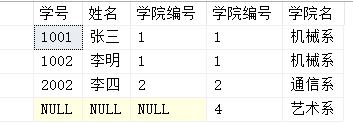 学号 姓名 学院编号 学院编号 学院名
1001 张三 1 1 机械系
1002 李明 1 1 机械系
2002 李四 2 2 通信系
NULL NULL NULL 4 艺术系